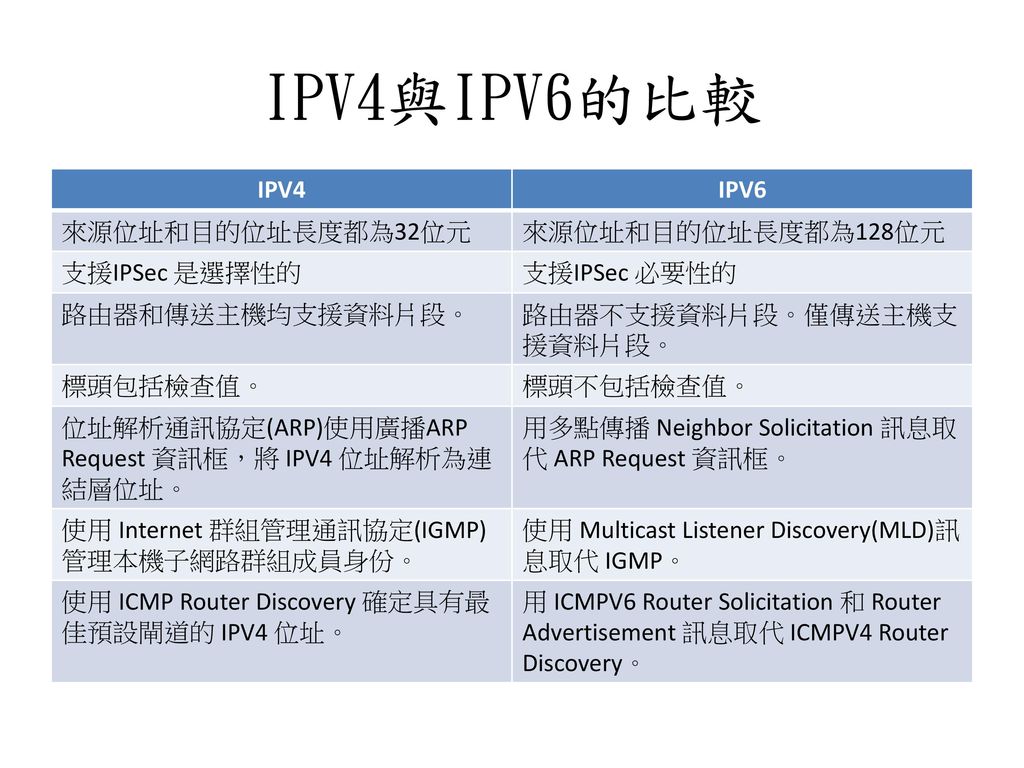 IPV4與IPV6的比較
IPV4
IPV6
來源位址和目的位址長度都為32位元
來源位址和目的位址長度都為128位元
支援IPSec 是選擇性的
支援IPSec 必要性的
路由器和傳送主機均支援資料片段。
路由器不支援資料片段。僅傳送主機支
援資料片段。
標頭包括檢查值。
標頭不包括檢查值。
位址解析通訊協定(ARP)使用廣播ARP
Request 資訊框，將 IPV4 位址解析為連
結層位址。
用多點傳播 Neighbor Solicitation 訊息取
代 ARP Request 資訊框。
使用 Internet 群組管理通訊協定(IGMP)
管理本機子網路群組成員身份。
使用 Multicast Listener Discovery(MLD)訊
息取代 IGMP。
使用 ICMP Router Discovery 確定具有最
佳預設閘道的 IPV4 位址。
用 ICMPV6 Router Solicitation 和 Router
Advertisement 訊息取代 ICMPV4 Router
Discovery。